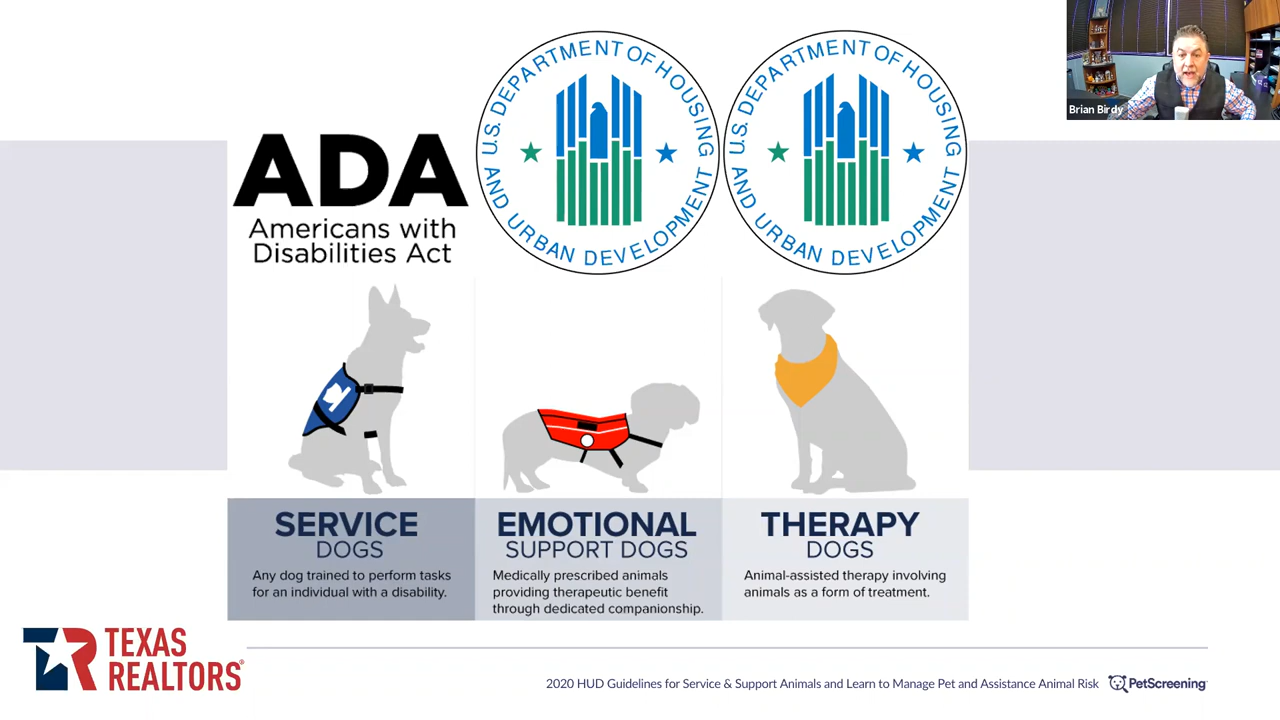 ADA
Americans with
Disabilities Act
U.S. DEPARTMENT OF HOUSING
AND URBAN DEVELOPMENT
U.S. DEPARTMENT OF HOUSING
AND URBAN DEVELOPMENT
Brian Birdy
SERVICE
DOGS
Any dog trained to perform tasks
for an individual with a disability.
EMOTIONAL
SUPPORT DOGS
Medically prescribed animals
providing therapeutic benefit
through dedicated companionship.
THERAPY
DOGS
Animal-assisted therapy involving
animals as a form of treatment.
TEXAS
REALTORS®
2020 HUD Guidelines for Service & Support Animals and Learn to Manage Pet and Assistance Animal Risk
PetScreening